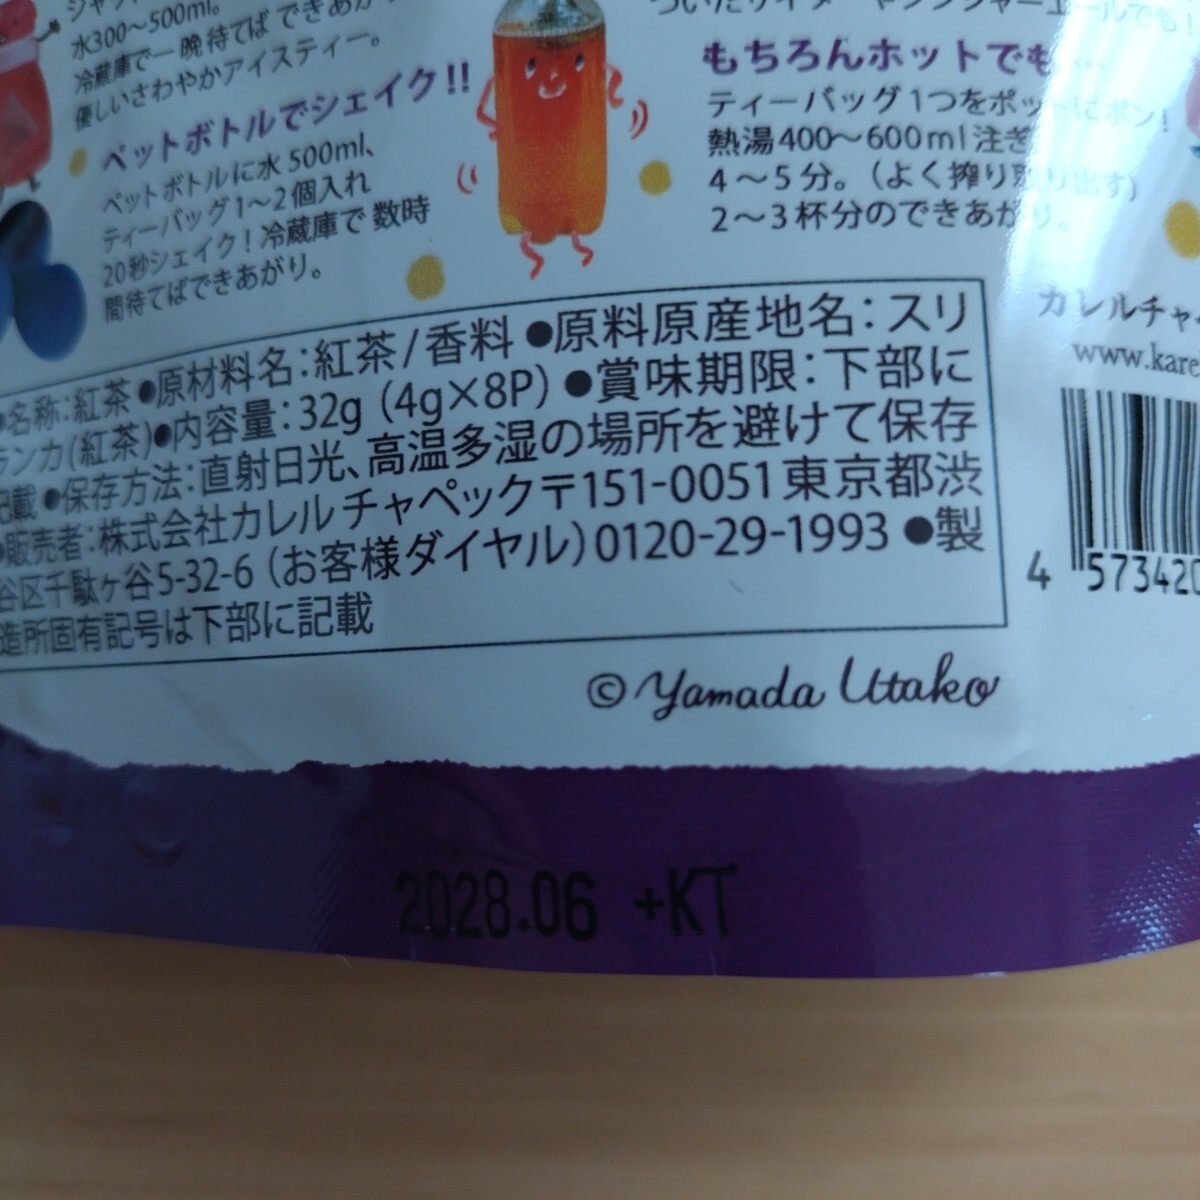 水300～500ml。
冷蔵庫で一晩待てば できあが
優しいさわやかアイスティー。
ペットボトルでシェイク!!
ペットボトルに水 500ml、
ティーバッグ1～2個入れ
20秒シェイク! 冷蔵庫で 数時
間待てばできあがり。
もちろんホットでも…
ティーバッグ1つをポットにポン!
熱湯400～600ml注ぎ
4～5分。(よく搾り取り出す)
2～3杯分のできあがり。
カレルチャペ
www.kare
●名称:紅茶 ●原材料名:紅茶/香料 ●原料原産地名:スリ
ランカ(紅茶)●内容量:32g (4g×8P) ●賞味期限:下部に
記載 ●保存方法:直射日光、高温多湿の場所を避けて保存
●販売者:株式会社カレルチャペック〒151-0051東京都渋
谷区千駄ヶ谷5-32-6 (お客様ダイヤル)0120-29-1993 ●製
造所固有記号は下部に記載
4 573420
© Yamada Utako
2028.06 +KT